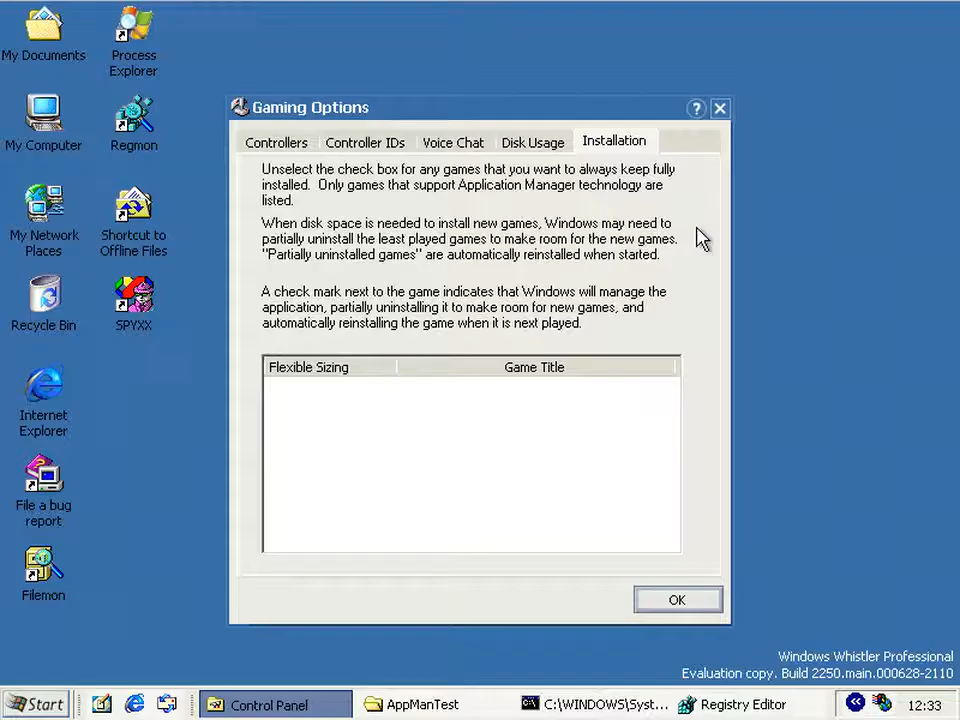 My Documents
Process
Explorer
My Computer
Regmon
My Network
Places
Shortcut to
Offline Files
Recycle Bin
SPYXX
Internet
Explorer
File a bug
report
Filemon
Gaming Options
Controllers
Controller IDs
Voice Chat
Disk Usage
Installation
Unselect the check box for any games that you want to always keep fully
installed.  Only games that support Application Manager technology are
listed.
When disk space is needed to install new games, Windows may need to
partially uninstall the least played games to make room for the new games.
"Partially uninstalled games" are automatically reinstalled when started.
A check mark next to the game indicates that Windows will manage the
application, partially uninstalling it to make room for new games, and
automatically reinstalling the game when it is next played.
Flexible Sizing
Game Title
OK
Windows Whistler Professional
Evaluation copy. Build 2250.main.000628-2110
Start
Control Panel
AppManTest
C:\WINDOWS\Syst...
Registry Editor
12:33